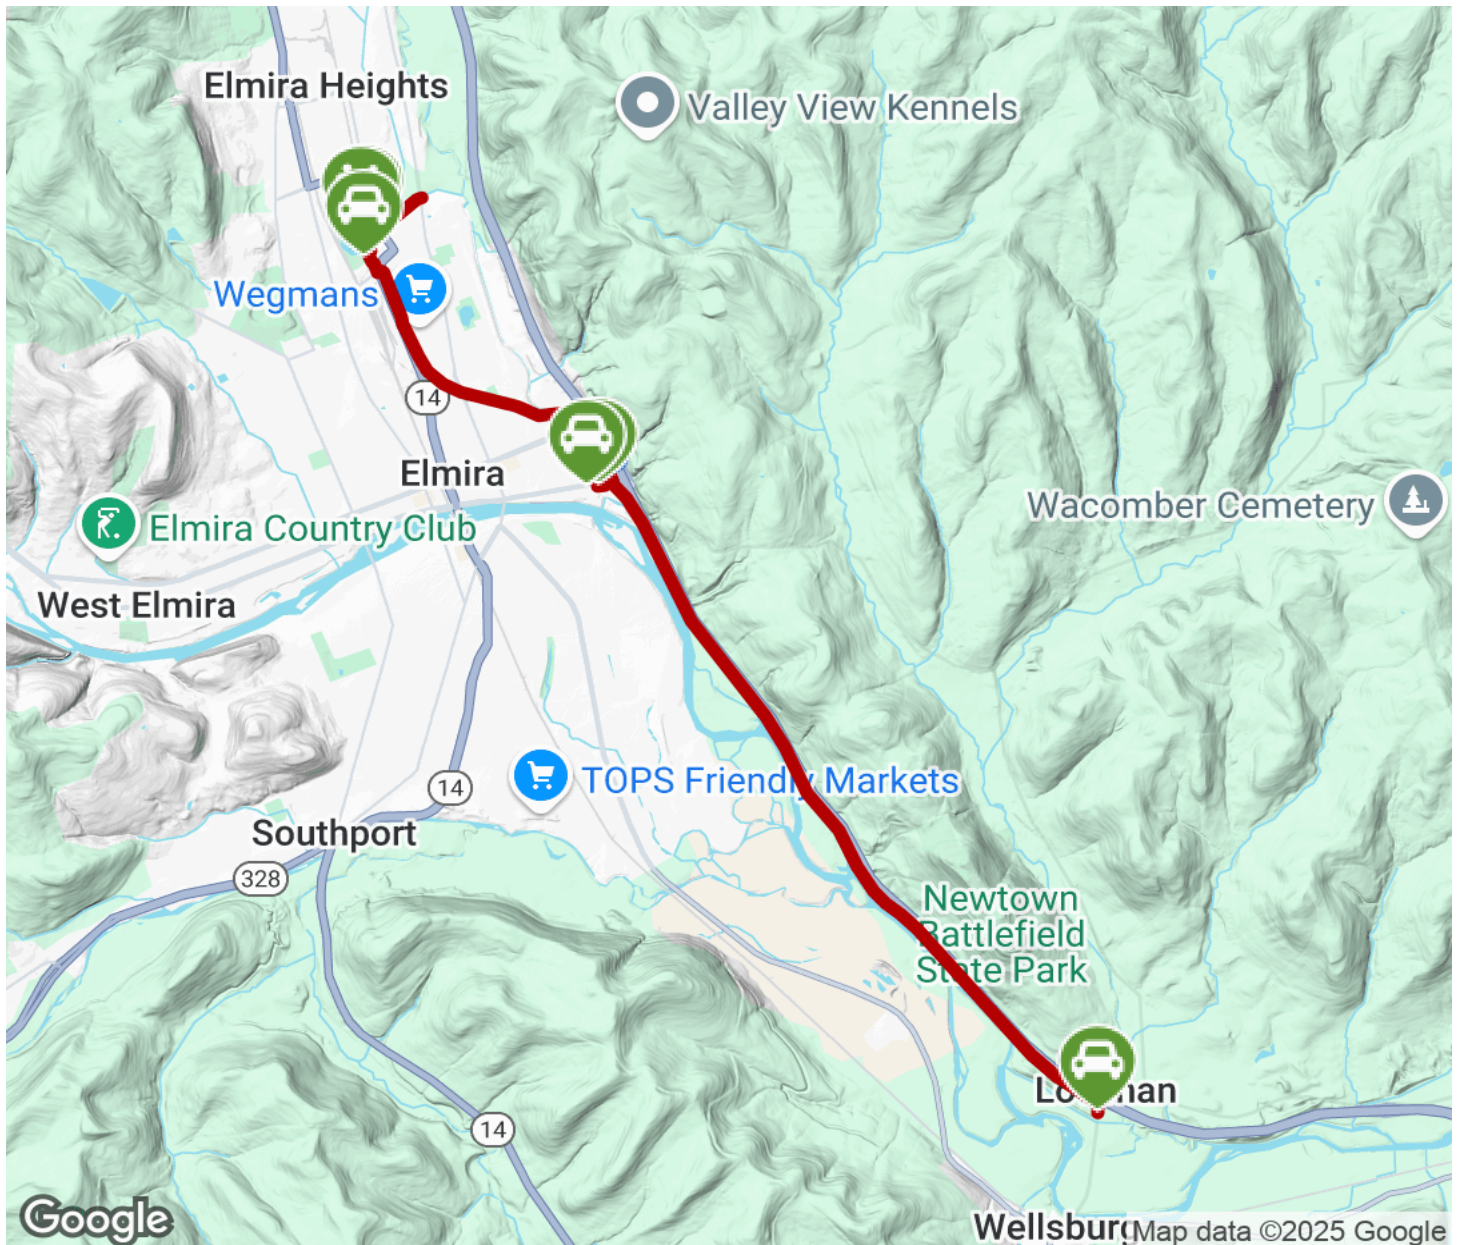 Elmira Heights
Valley View Kennels
Wegmans
14
Elmira
Elmira Country Club
Wacomber Cemetery
West Elmira
TOPS Friendly Markets
14
Southport
328
Newtown
Battlefield
State Park
14
Google
Map data ©2025 Google